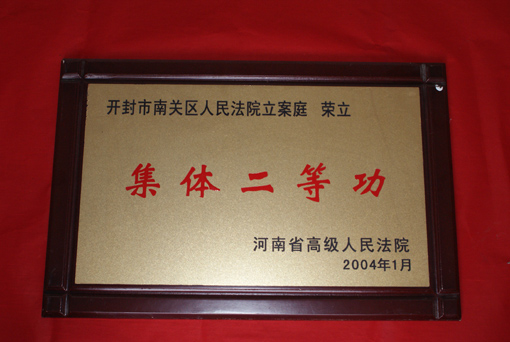 开封市南关区人民法院立案庭 荣立
集体二等功
河南省高级人民法院
2004年1月